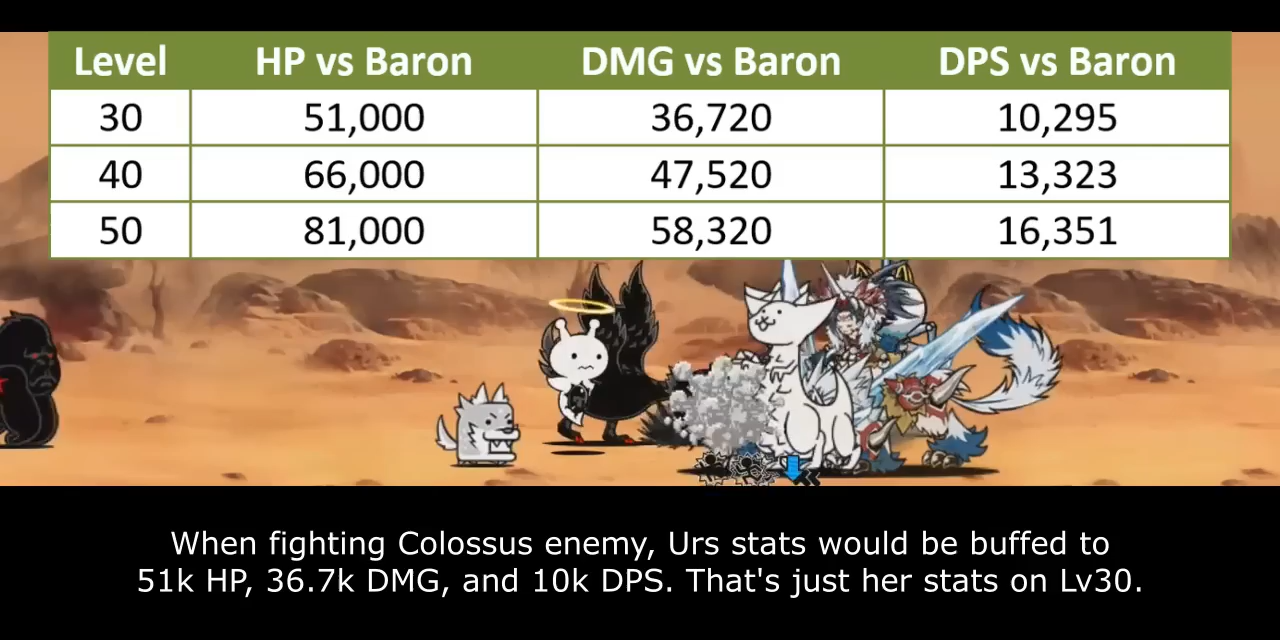 Level HP vs Baron DMG vs Baron DPS vs Baron
30 51,000 36,720 10,295
40 66,000 47,520 13,323
50 81,000 58,320 16,351
When fighting Colossus enemy, Urs stats would be buffed to
51k HP, 36.7k DMG, and 10k DPS. That's just her stats on Lv30.